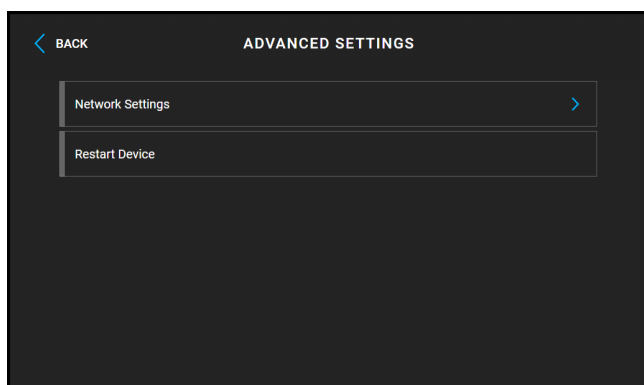 BACK
ADVANCED SETTINGS
Network Settings
Restart Device